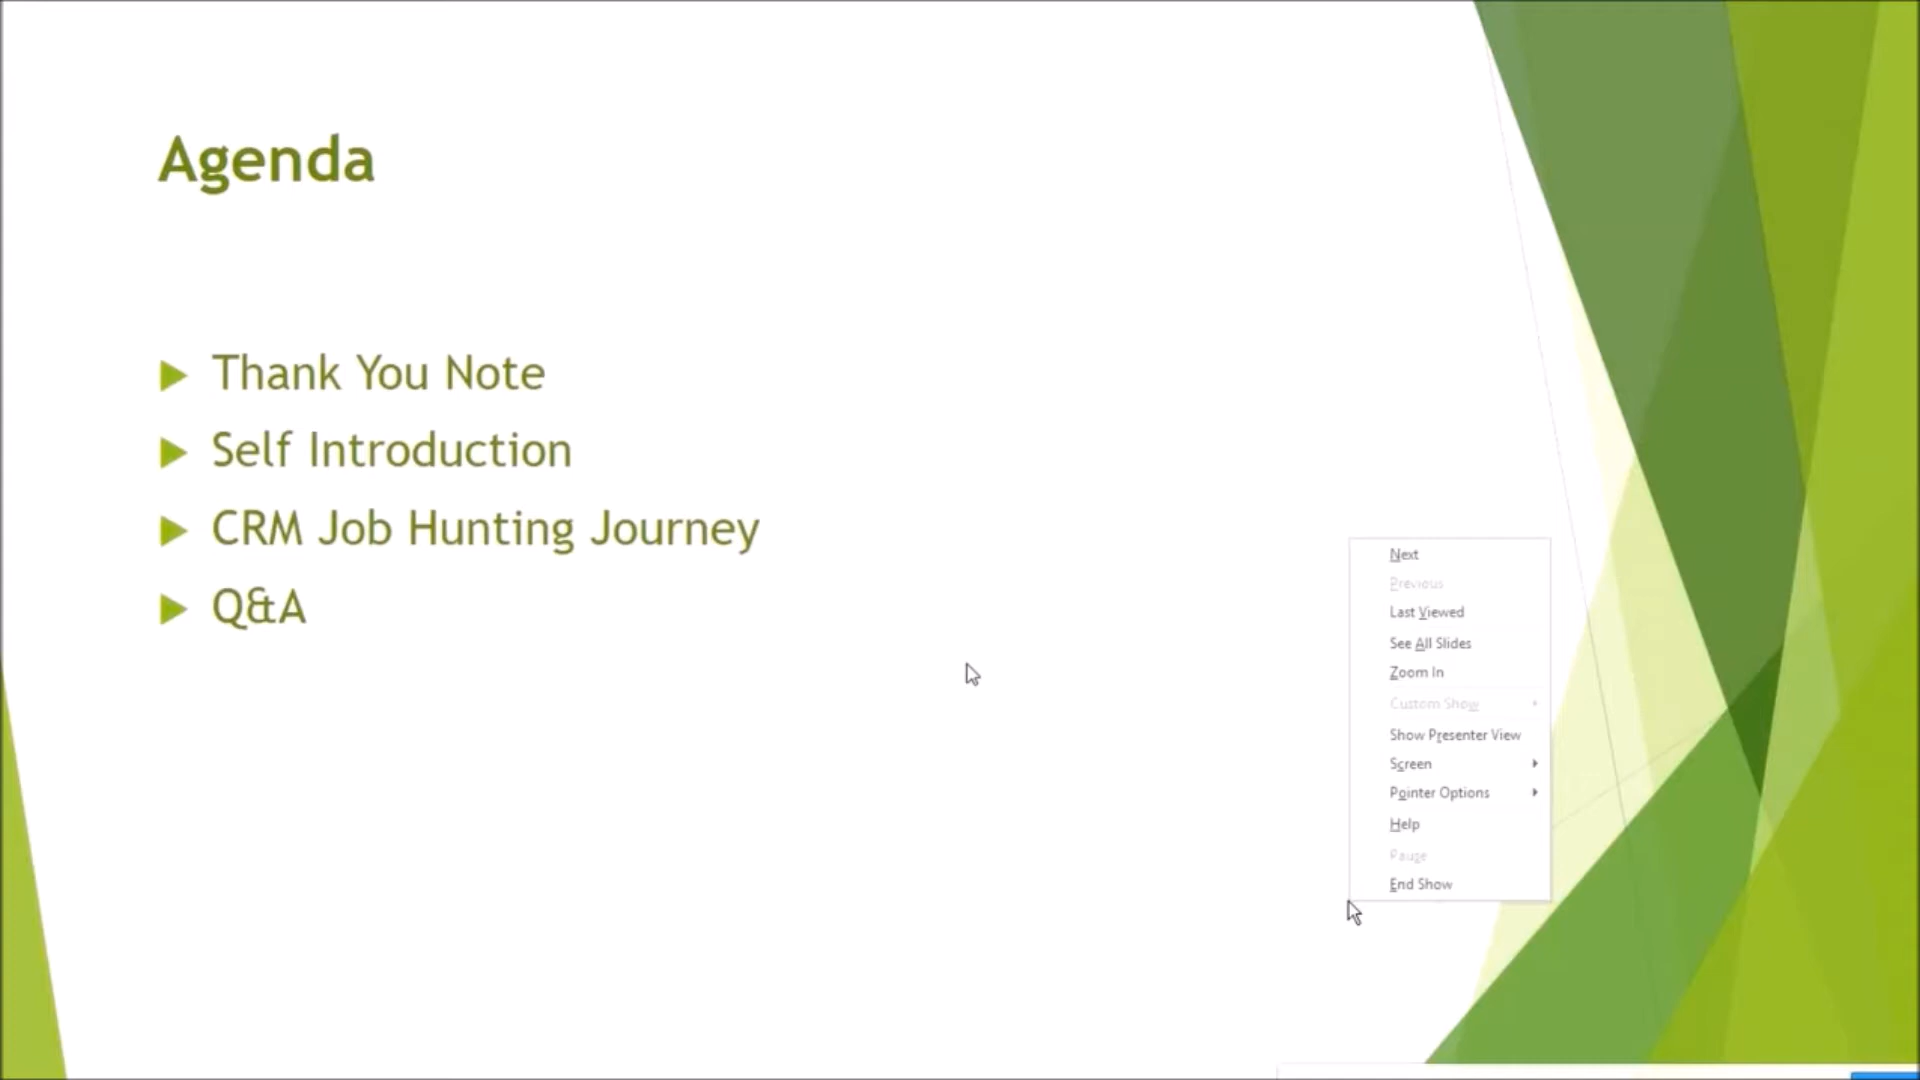 Agenda
Thank You Note
Self Introduction
CRM Job Hunting Journey
Q&A
Next
Previous
Last Viewed
See All Slides
Zoom In
Custom Show
Show Presenter View
Screen
Pointer Options
Help
Pause
End Show